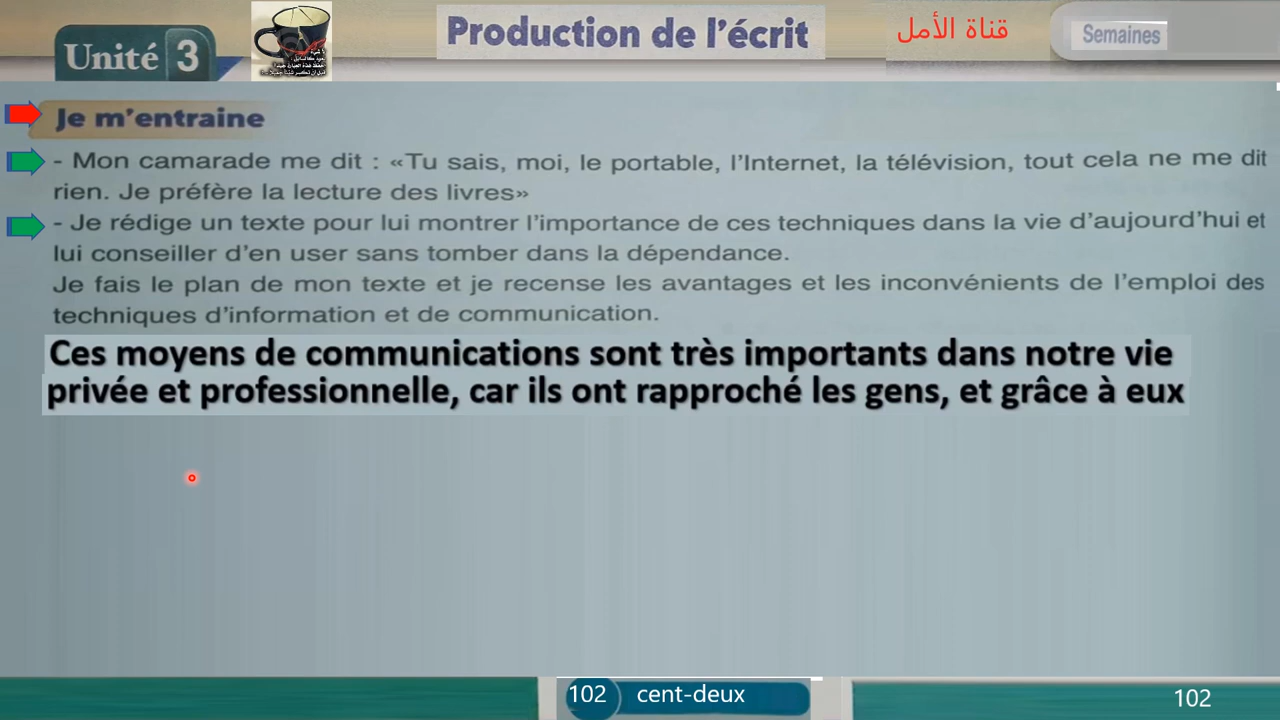 Unité 3
Production de l'écrit
قناة الأمل
Semaines
Je m'entraine
- Mon camarade me dit : «Tu sais, moi, le portable, l'Internet, la télévision, tout cela ne me dit
rien. Je préfère la lecture des livres»
- Je rédige un texte pour lui montrer l'importance de ces techniques dans la vie d'aujourd'hui et
lui conseiller d'en user sans tomber dans la dépendance.
Je fais le plan de mon texte et je recense les avantages et les inconvénients de l'emploi des
techniques d'information et de communication.
Ces moyens de communications sont très importants dans notre vie
privée et professionnelle, car ils ont rapproché les gens, et grâce à eux
102 cent-deux
102